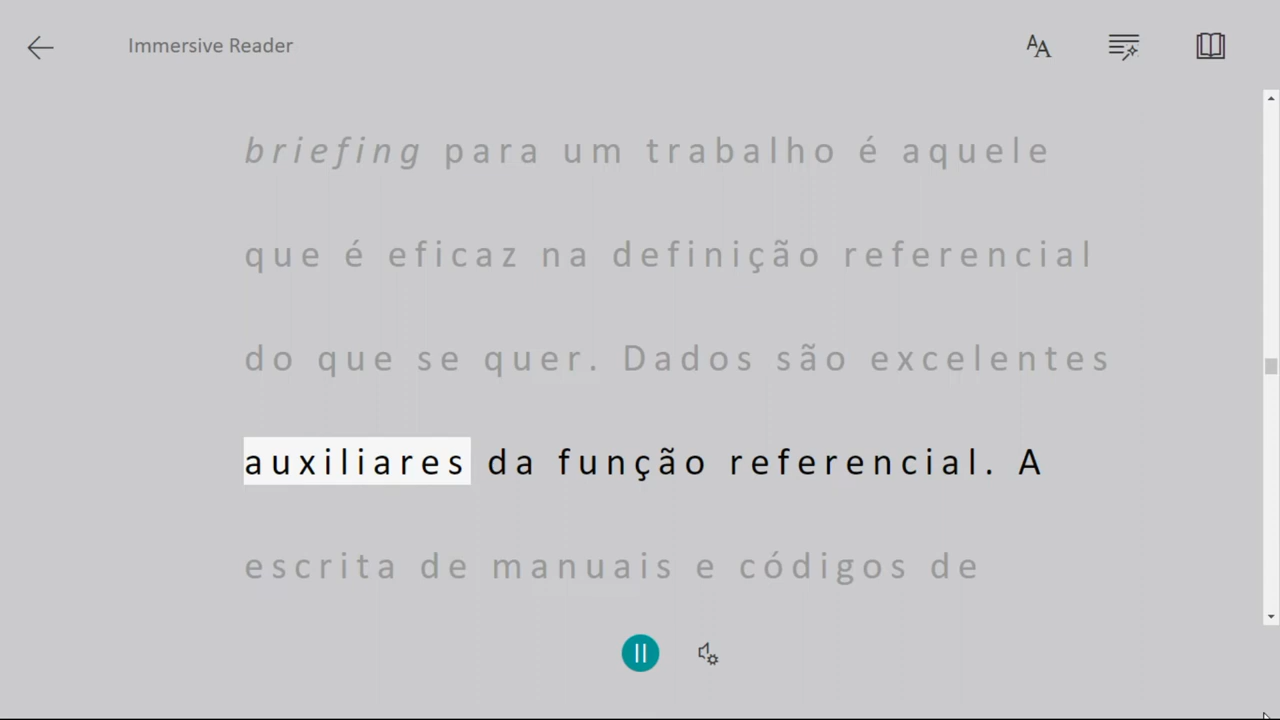 Immersive Reader
briefing para um trabalho é aquele
que é eficaz na definição referencial
do que se quer. Dados são excelentes
auxiliares da função referencial. A
escrita de manuais e códigos de